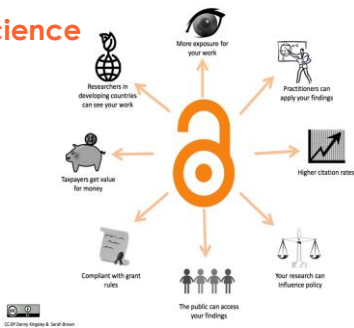 cience
More exposure for
your work
Practitioners can
apply your findings
Higher citation rates
Your research can
influence policy
The public can access
your findings
Compliant with grant
rules
Taxpayers get value
for money
Researchers in
developing countries
can see your work
CC-BY Danny Kingsley & Sarah Brown